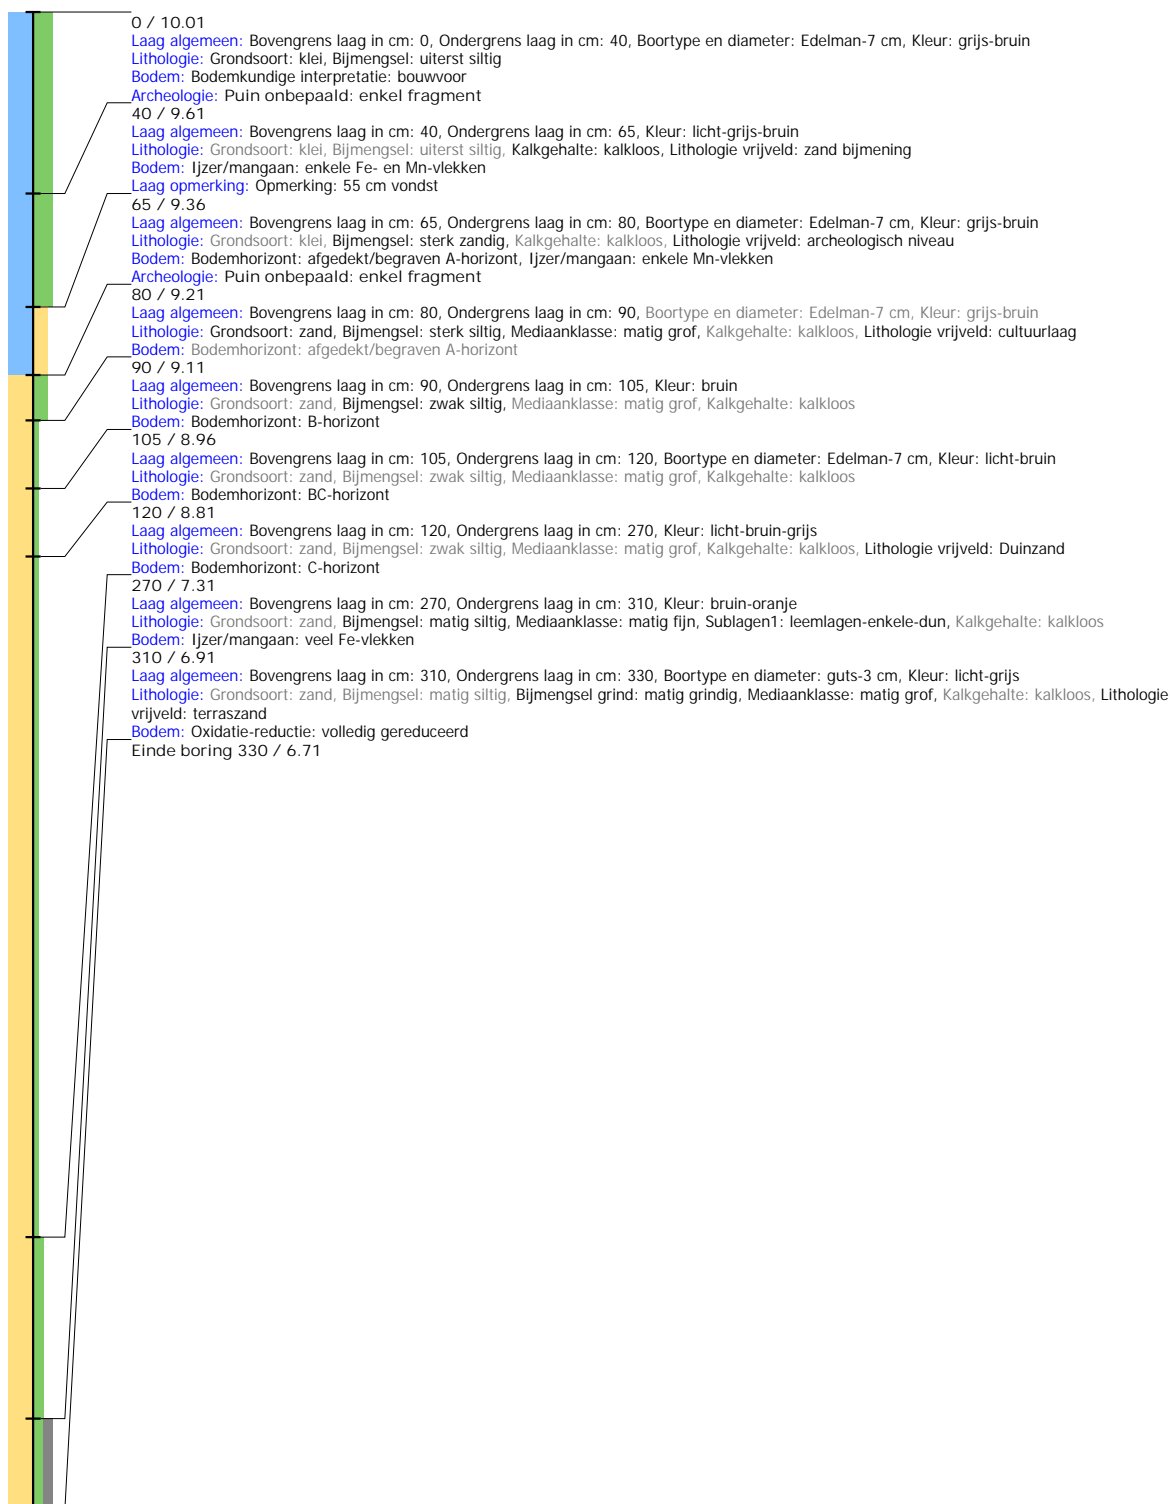 0 / 10.01
Laag algemeen: Bovengrens laag in cm: 0, Ondergrens laag in cm: 40, Boortype en diameter: Edelman-7 cm, Kleur: grijs-bruin
Lithologie: Grondsoort: klei, Bijmengsel: uiterst siltig
Bodem: Bodemkundige interpretatie: bouwvoor
Archeologie: Puin onbepaald: enkel fragment
40 / 9.61
Laag algemeen: Bovengrens laag in cm: 40, Ondergrens laag in cm: 65, Kleur: licht-grijs-bruin
Lithologie: Grondsoort: klei, Bijmengsel: uiterst siltig, Kalkgehalte: kalkloos, Lithologie vrijveld: zand bijmening
Bodem: Ijzer/mangaan: enkele Fe- en Mn-vlekken
Laag opmerking: Opmerking: 55 cm vondst
65 / 9.36
Laag algemeen: Bovengrens laag in cm: 65, Ondergrens laag in cm: 80, Boortype en diameter: Edelman-7 cm, Kleur: grijs-bruin
Lithologie: Grondsoort: klei, Bijmengsel: sterk zandig, Kalkgehalte: kalkloos, Lithologie vrijveld: archeologisch niveau
Bodem: Bodemhorizont: afgedekt/begraven A-horizont, Ijzer/mangaan: enkele Mn-vlekken
Archeologie: Puin onbepaald: enkel fragment
80 / 9.21
Laag algemeen: Bovengrens laag in cm: 80, Ondergrens laag in cm: 90, Boortype en diameter: Edelman-7 cm, Kleur: grijs-bruin
Lithologie: Grondsoort: zand, Bijmengsel: sterk siltig, Mediaanklasse: matig grof, Kalkgehalte: kalkloos, Lithologie vrijveld: cultuurlaag
Bodem: Bodemhorizont: afgedekt/begraven A-horizont
90 / 9.11
Laag algemeen: Bovengrens laag in cm: 90, Ondergrens laag in cm: 105, Kleur: bruin
Lithologie: Grondsoort: zand, Bijmengsel: zwak siltig, Mediaanklasse: matig grof, Kalkgehalte: kalkloos
Bodem: Bodemhorizont: B-horizont
105 / 8.96
Laag algemeen: Bovengrens laag in cm: 105, Ondergrens laag in cm: 120, Boortype en diameter: Edelman-7 cm, Kleur: licht-bruin
Lithologie: Grondsoort: zand, Bijmengsel: zwak siltig, Mediaanklasse: matig grof, Kalkgehalte: kalkloos
Bodem: Bodemhorizont: BC-horizont
120 / 8.81
Laag algemeen: Bovengrens laag in cm: 120, Ondergrens laag in cm: 270, Kleur: licht-bruin-grijs
Lithologie: Grondsoort: zand, Bijmengsel: zwak siltig, Mediaanklasse: matig grof, Kalkgehalte: kalkloos, Lithologie vrijveld: Duinzand
Bodem: Bodemhorizont: C-horizont
270 / 7.31
Laag algemeen: Bovengrens laag in cm: 270, Ondergrens laag in cm: 310, Kleur: bruin-oranje
Lithologie: Grondsoort: zand, Bijmengsel: matig siltig, Mediaanklasse: matig fijn, Sublagen1: leemlagen-enkele-dun, Kalkgehalte: kalkloos
Bodem: Ijzer/mangaan: veel Fe-vlekken
310 / 6.91
Laag algemeen: Bovengrens laag in cm: 310, Ondergrens laag in cm: 330, Boortype en diameter: guts-3 cm, Kleur: licht-grijs
Lithologie: Grondsoort: zand, Bijmengsel: matig siltig, Bijmengsel grind: matig grindig, Mediaanklasse: matig grof, Kalkgehalte: kalkloos, Lithologie
vrijveld: terraszand
Bodem: Oxidatie-reductie: volledig gereduceerd
Einde boring 330 / 6.71